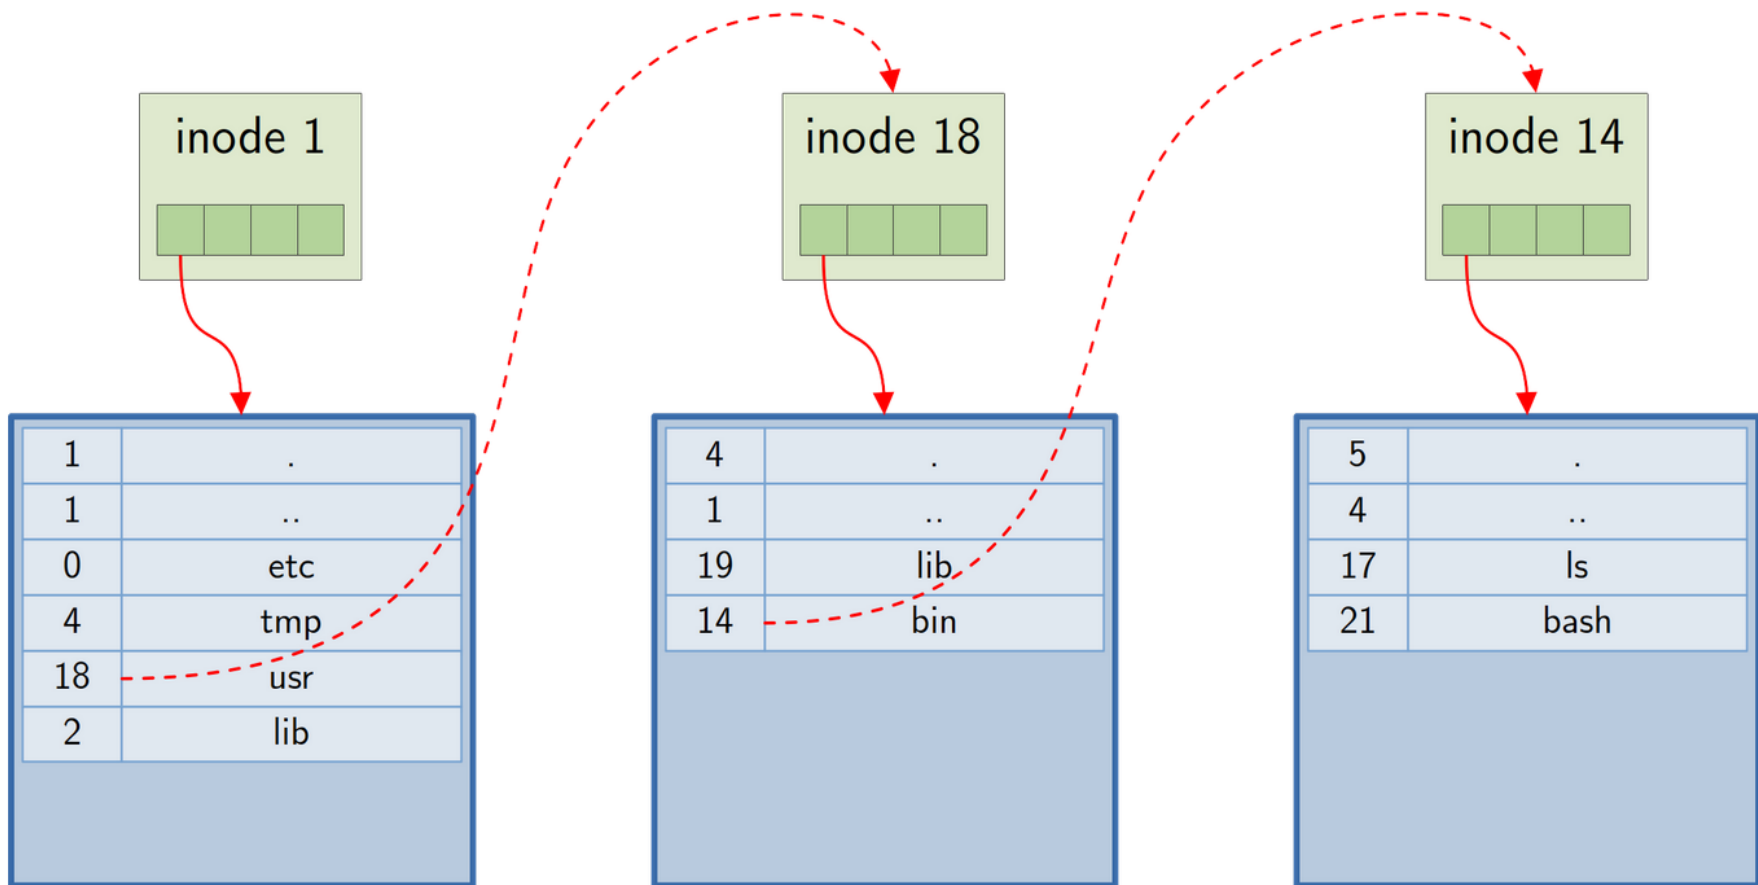 inode 1
inode 18
inode 14
1 .
1 ..
0 etc
4 tmp
18 usr
2 lib
4 .
1 ..
19 lib
14 bin
5 .
4 ..
17 ls
21 bash